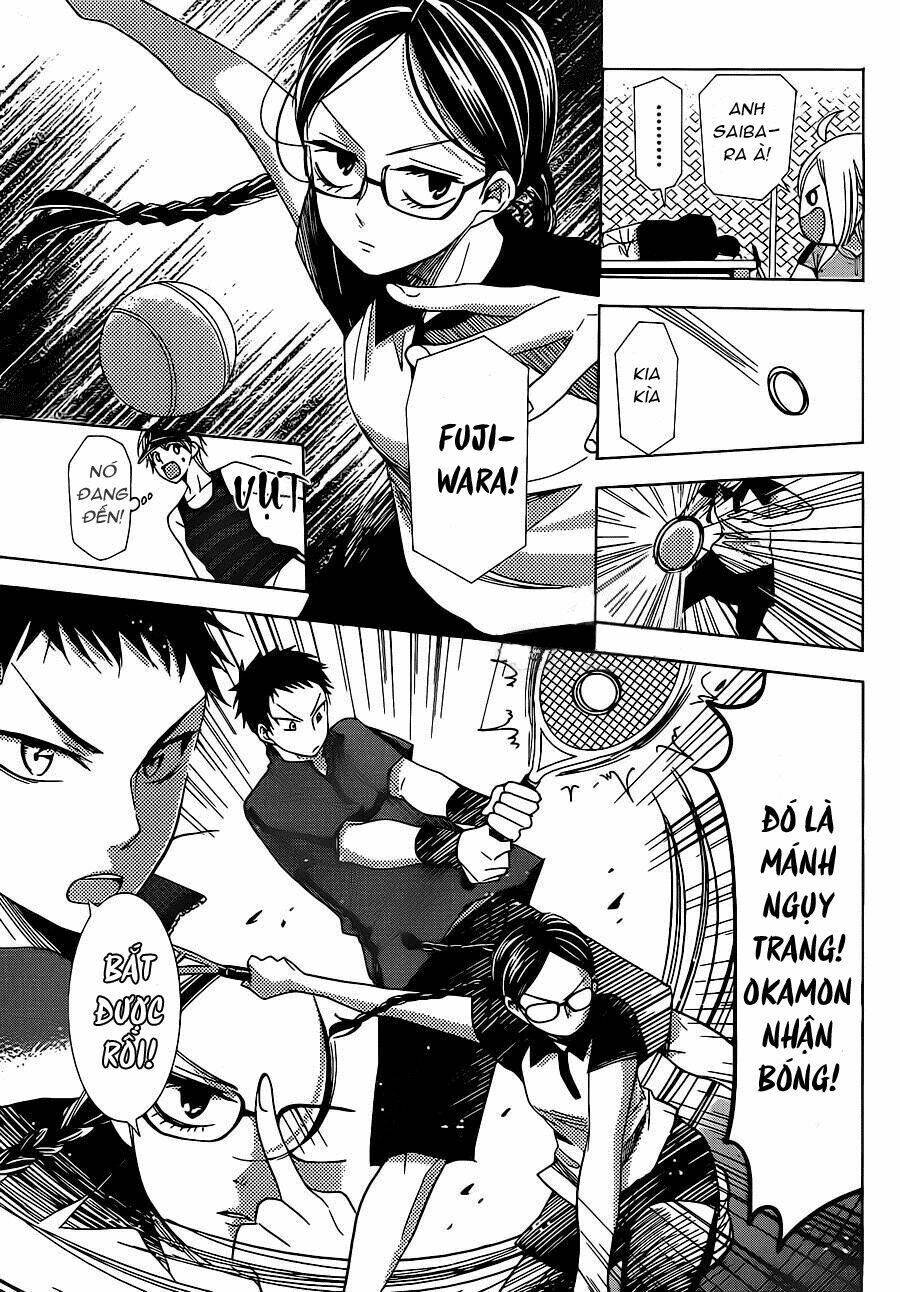 ANH
SAIBA-
RA À!
........
KIA
KÌA
FUJI-
WARA!
VỤT
NÓ
ĐANG
ĐẾN!
ĐÓ LÀ
MÁNH
NGỤY
TRANG!
OKAMON
NHẬN
BÓNG!
BẮT
ĐƯỢC
RỒI!